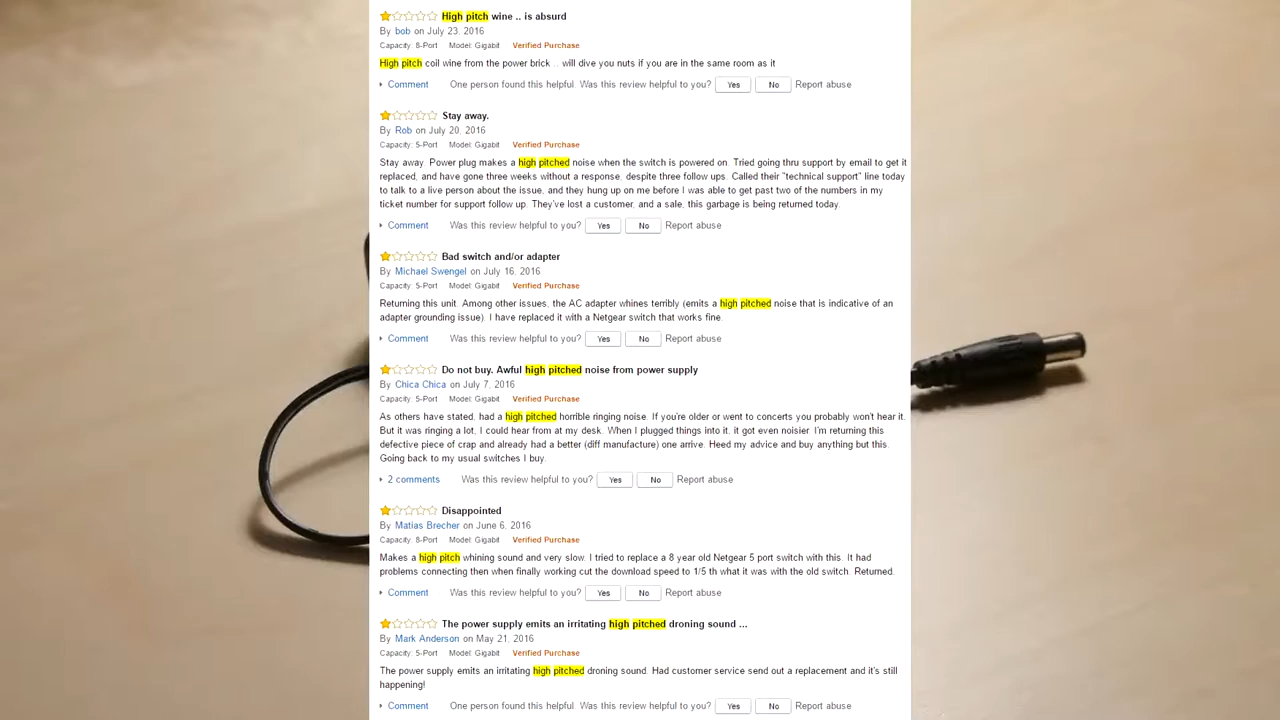 High pitch wine .. is absurd
By bob on July 23, 2016
Capacity: 8-Port Model: Gigabit Verified Purchase
High pitch coil wine from the power brick .. will dive you nuts if you are in the same room as it
Comment One person found this helpful. Was this review helpful to you? Yes No Report abuse
Stay away.
By Rob on July 20, 2016
Capacity: 5-Port Model: Gigabit Verified Purchase
Stay away. Power plug makes a high pitched noise when the switch is powered on. Tried going thru support by email to get it
replaced, and have gone three weeks without a response, despite three follow ups. Called their "technical support" line today
to talk to a live person about the issue, and they hung up on me before I was able to get past two of the numbers in my
ticket number for support follow up. They've lost a customer, and a sale, this garbage is being returned today.
Comment Was this review helpful to you? Yes No Report abuse
Bad switch and/or adapter
By Michael Swengel on July 16, 2016
Capacity: 5-Port Model: Gigabit Verified Purchase
Returning this unit. Among other issues, the AC adapter whines terribly (emits a high pitched noise that is indicative of an
adapter grounding issue). I have replaced it with a Netgear switch that works fine.
Comment Was this review helpful to you? Yes No Report abuse
Do not buy. Awful high pitched noise from power supply
By Chica Chica on July 7, 2016
Capacity: 5-Port Model: Gigabit Verified Purchase
As others have stated, had a high pitched horrible ringing noise. If you're older or went to concerts you probably won't hear it.
But it was ringing a lot, I could hear from at my desk. When I plugged things into it, it got even noisier. I'm returning this
defective piece of crap and already had a better (diff manufacture) one arrive. Heed my advice and buy anything but this.
Going back to my usual switches I buy.
2 comments Was this review helpful to you? Yes No Report abuse
Disappointed
By Matias Brecher on June 6, 2016
Capacity: 8-Port Model: Gigabit Verified Purchase
Makes a high pitch whining sound and very slow. I tried to replace a 8 year old Netgear 5 port switch with this. It had
problems connecting then when finally working cut the download speed to 1/5 th what it was with the old switch. Returned.
Comment Was this review helpful to you? Yes No Report abuse
The power supply emits an irritating high pitched droning sound ...
By Mark Anderson on May 21, 2016
Capacity: 5-Port Model: Gigabit Verified Purchase
The power supply emits an irritating high pitched droning sound. Had customer service send out a replacement and it's still
happening!
Comment One person found this helpful. Was this review helpful to you? Yes No Report abuse